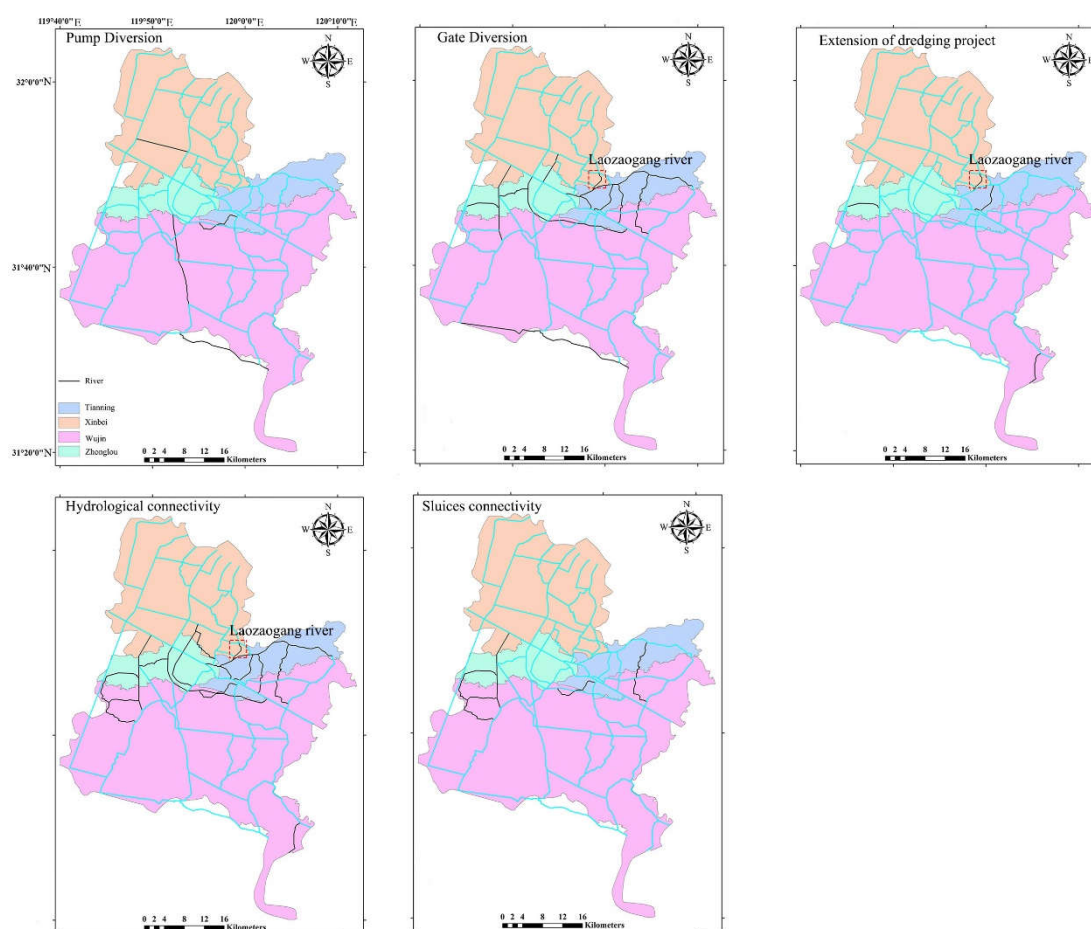 119°40'0"E 119°50'0"E 120°0'0"E 120°10'0"E
Pump Diversion
N
W E
S
32°0'0"N
31°40'0"N
31°20'0"N
River
Tianning
Xinbei
Wujin
Zhonglou
0 2 4 8 12 16
Kilometers
Gate Diversion
N
W E
S
Laozaogang river
0 2 4 8 12 16
Kilometers
Extension of dredging project
N
W E
S
Laozaogang river
0 2 4 8 12 16
Kilometers
Hydrological connectivity
N
W E
S
Laozaogang river
0 2 4 8 12 16
Kilometers
Sluices connectivity
N
W E
S
0 2 4 8 12 16
Kilometers